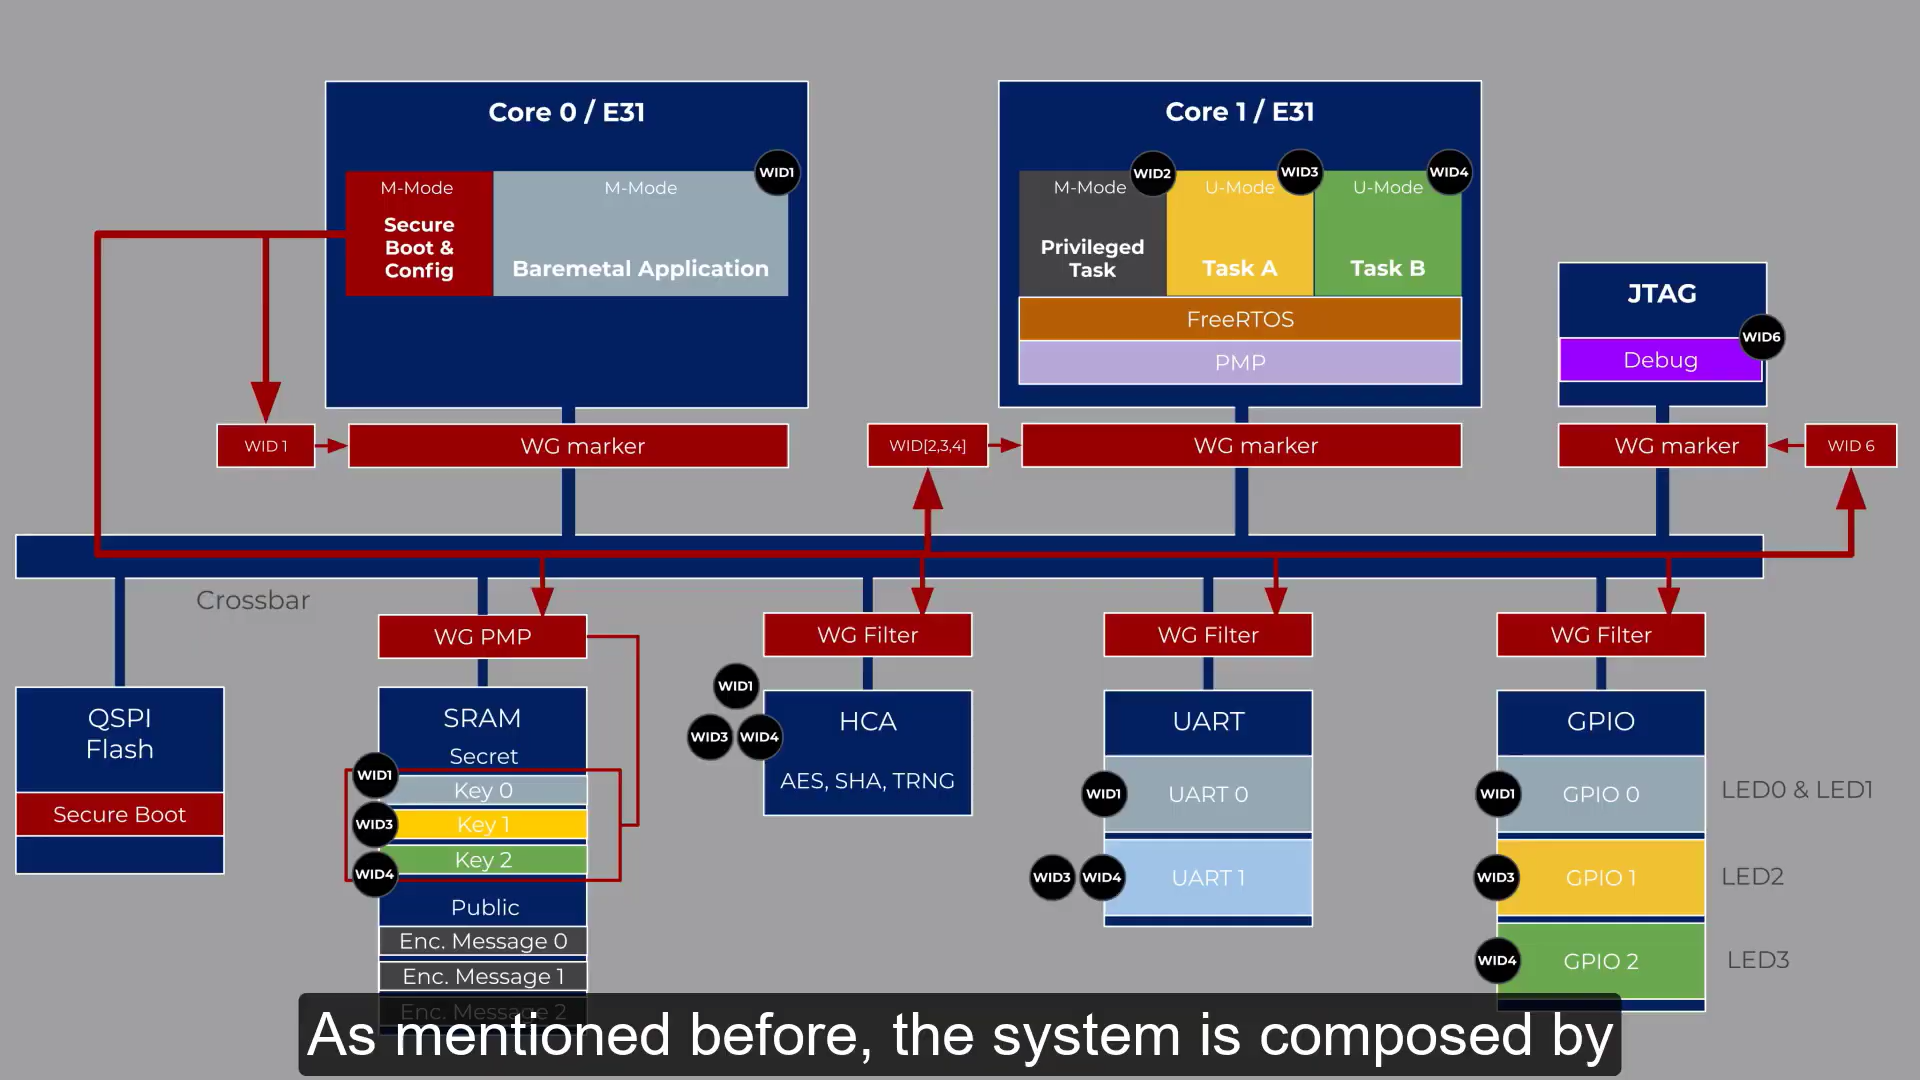 Core 0 / E31
M-Mode
Secure
Boot &
Config
M-Mode
WID1
Baremetal Application
Core 1 / E31
M-Mode
WID2
Privileged
Task
U-Mode
WID3
Task A
U-Mode
WID4
Task B
FreeRTOS
PMP
JTAG
WID6
Debug
WID 1
WG marker
WID[2,3,4]
WG marker
WG marker
WID 6
Crossbar
WG PMP
WG Filter
WG Filter
WG Filter
QSPI
Flash
Secure Boot
SRAM
Secret
WID1
Key 0
WID3
Key 1
WID4
Key 2
Public
Enc. Message 0
Enc. Message 1
Enc. Message 2
WID1
WID3
WID4
HCA
AES, SHA, TRNG
UART
WID1
UART 0
WID3
WID4
UART 1
GPIO
WID1
GPIO 0
LED0 & LED1
WID3
GPIO 1
LED2
WID4
GPIO 2
LED3
As mentioned before, the system is composed by